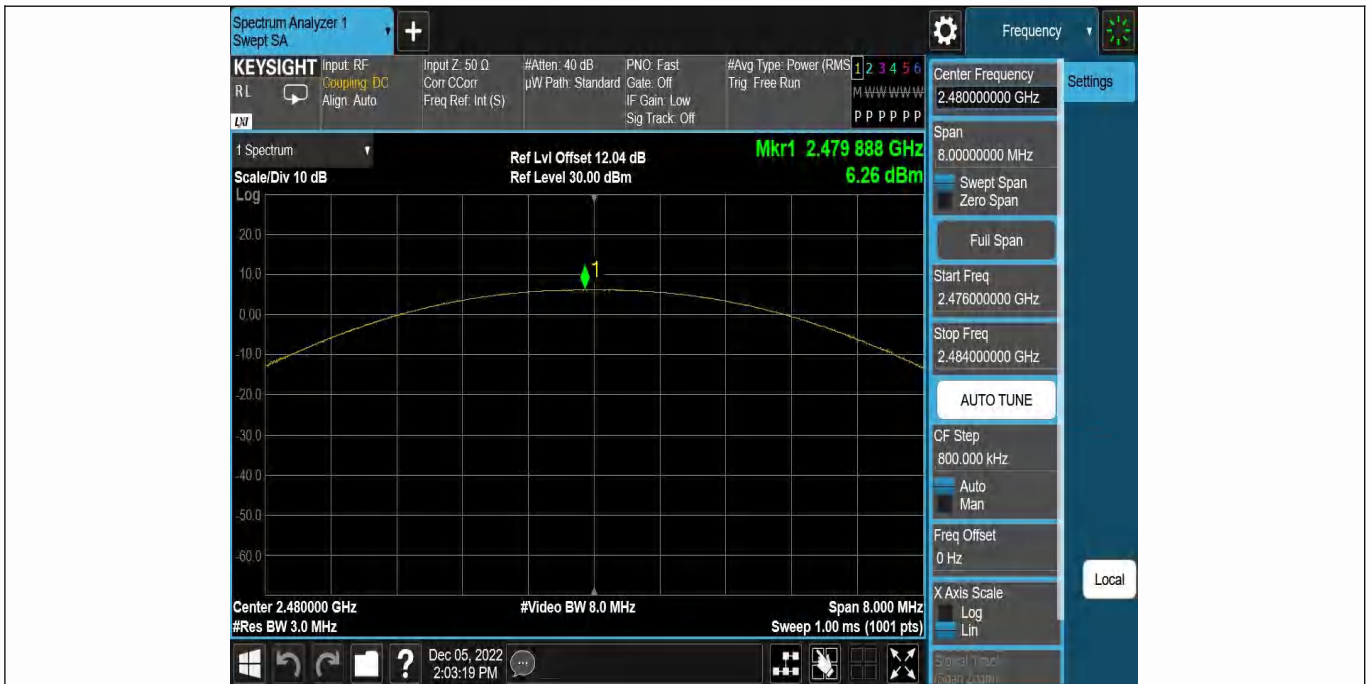 Spectrum Analyzer 1
Swept SA
+
Frequency
KEYSIGHT
RL
LXI
Input: RF
Coupling: DC
Align: Auto
Input Z: 50 Ω
Corr CCorr
Freq Ref: Int (S)
#Atten: 40 dB
µW Path: Standard
PNO: Fast
Gate: Off
IF Gain: Low
Sig Track: Off
#Avg Type: Power (RMS
Trig: Free Run
1 2 3 4 5 6
M W W W W W
P P P P P P
1 Spectrum
Scale/Div 10 dB
Log
Ref Lvl Offset 12.04 dB
Ref Level 30.00 dBm
Mkr1 2.479 888 GHz
6.26 dBm
20.0
10.0
0.00
-10.0
-20.0
-30.0
-40.0
-50.0
-60.0
1
Center 2.480000 GHz
#Res BW 3.0 MHz
#Video BW 8.0 MHz
Span 8.000 MHz
Sweep 1.00 ms (1001 pts)
?
Dec 05, 2022
2:03:19 PM
Center Frequency
2.480000000 GHz
Settings
Span
8.00000000 MHz
Swept Span
Zero Span
Full Span
Start Freq
2.476000000 GHz
Stop Freq
2.484000000 GHz
AUTO TUNE
CF Step
800.000 kHz
Auto
Man
Freq Offset
0 Hz
X Axis Scale
Log
Lin
Signal Track
(Span Zoom)
Local